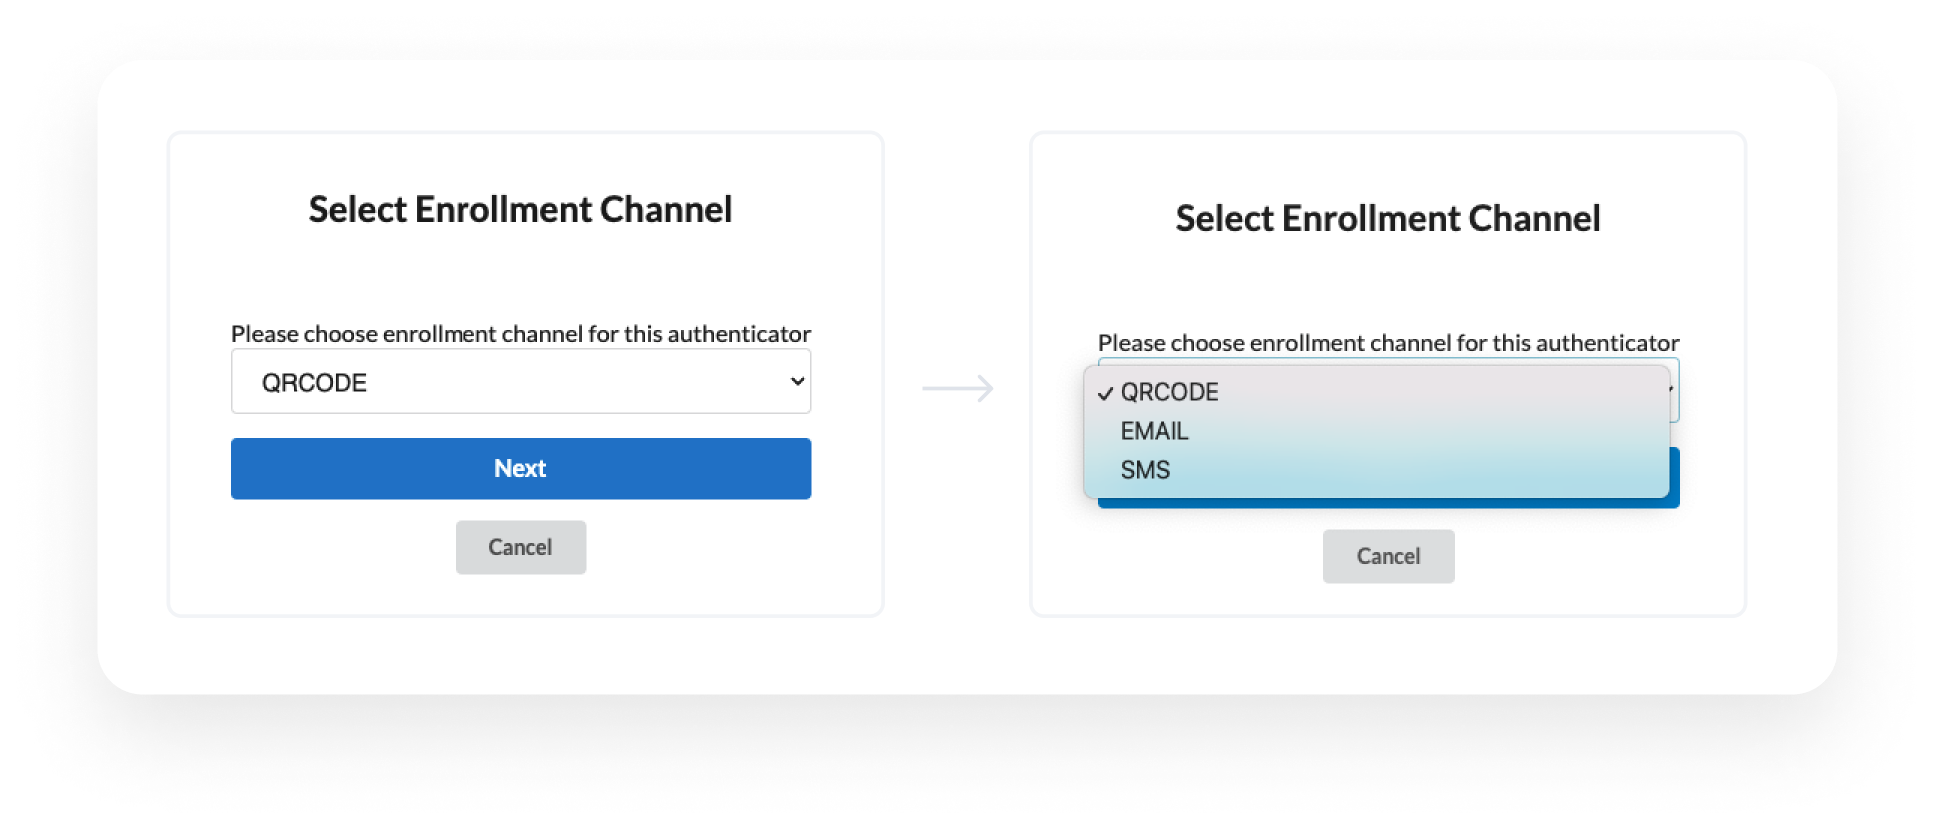 Select Enrollment Channel
Please choose enrollment channel for this authenticator
QRCODE
Next
Cancel
Select Enrollment Channel
Please choose enrollment channel for this authenticator
QRCODE
EMAIL
SMS
Cancel